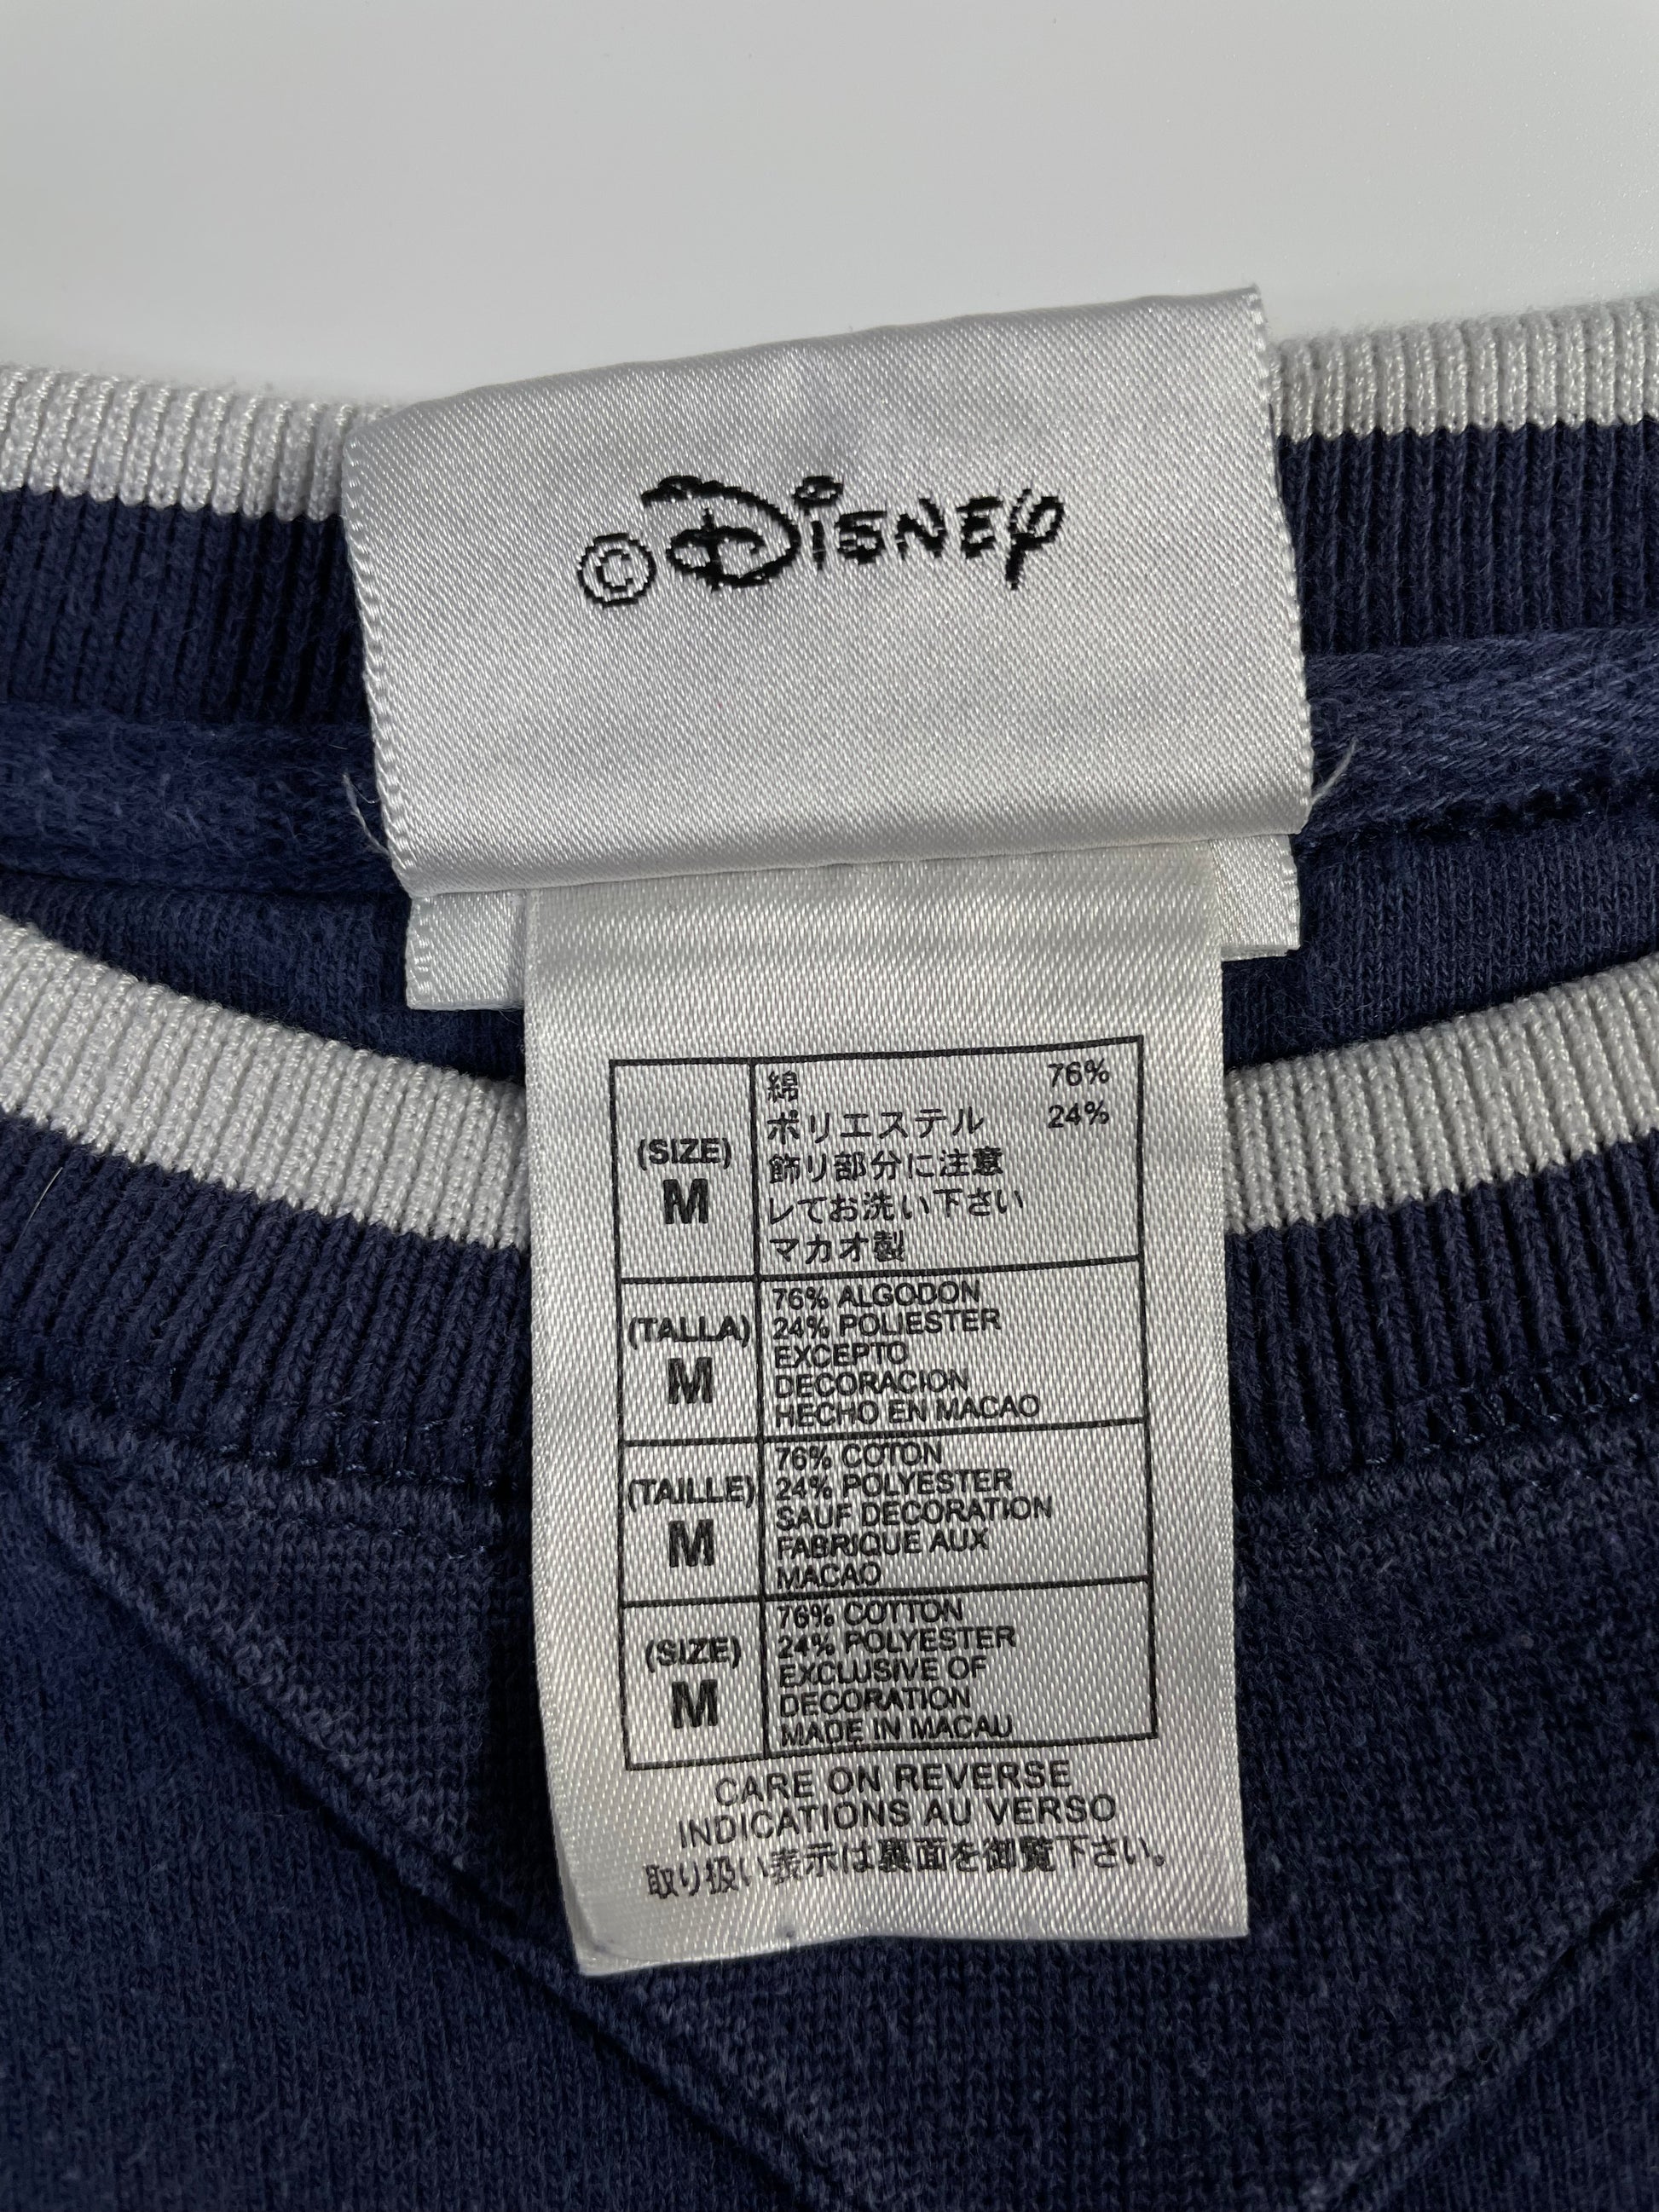 © Disney
(SIZE)
M
綿 76%
ポリエステル 24%
飾り部分に注意
してお洗い下さい
マカオ製
(TALLA)
M
76% ALGODON
24% POLIESTER
EXCEPTO
DECORACION
HECHO EN MACAO
(TAILLE)
M
76% COTON
24% POLYESTER
SAUF DECORATION
FABRIQUE AUX
MACAO
(SIZE)
M
76% COTTON
24% POLYESTER
EXCLUSIVE OF
DECORATION
MADE IN MACAU
CARE ON REVERSE
INDICATIONS AU VERSO
取り扱い表示は裏面を御覧下さい。